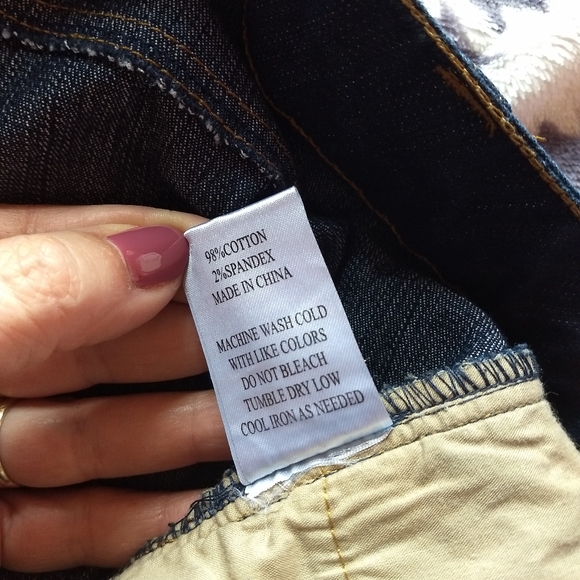 98%COTTON
2%SPANDEX
MADE IN CHINA
MACHINE WASH COLD
WITH LIKE COLORS
DO NOT BLEACH
TUMBLE DRY LOW
COOL IRON AS NEEDED